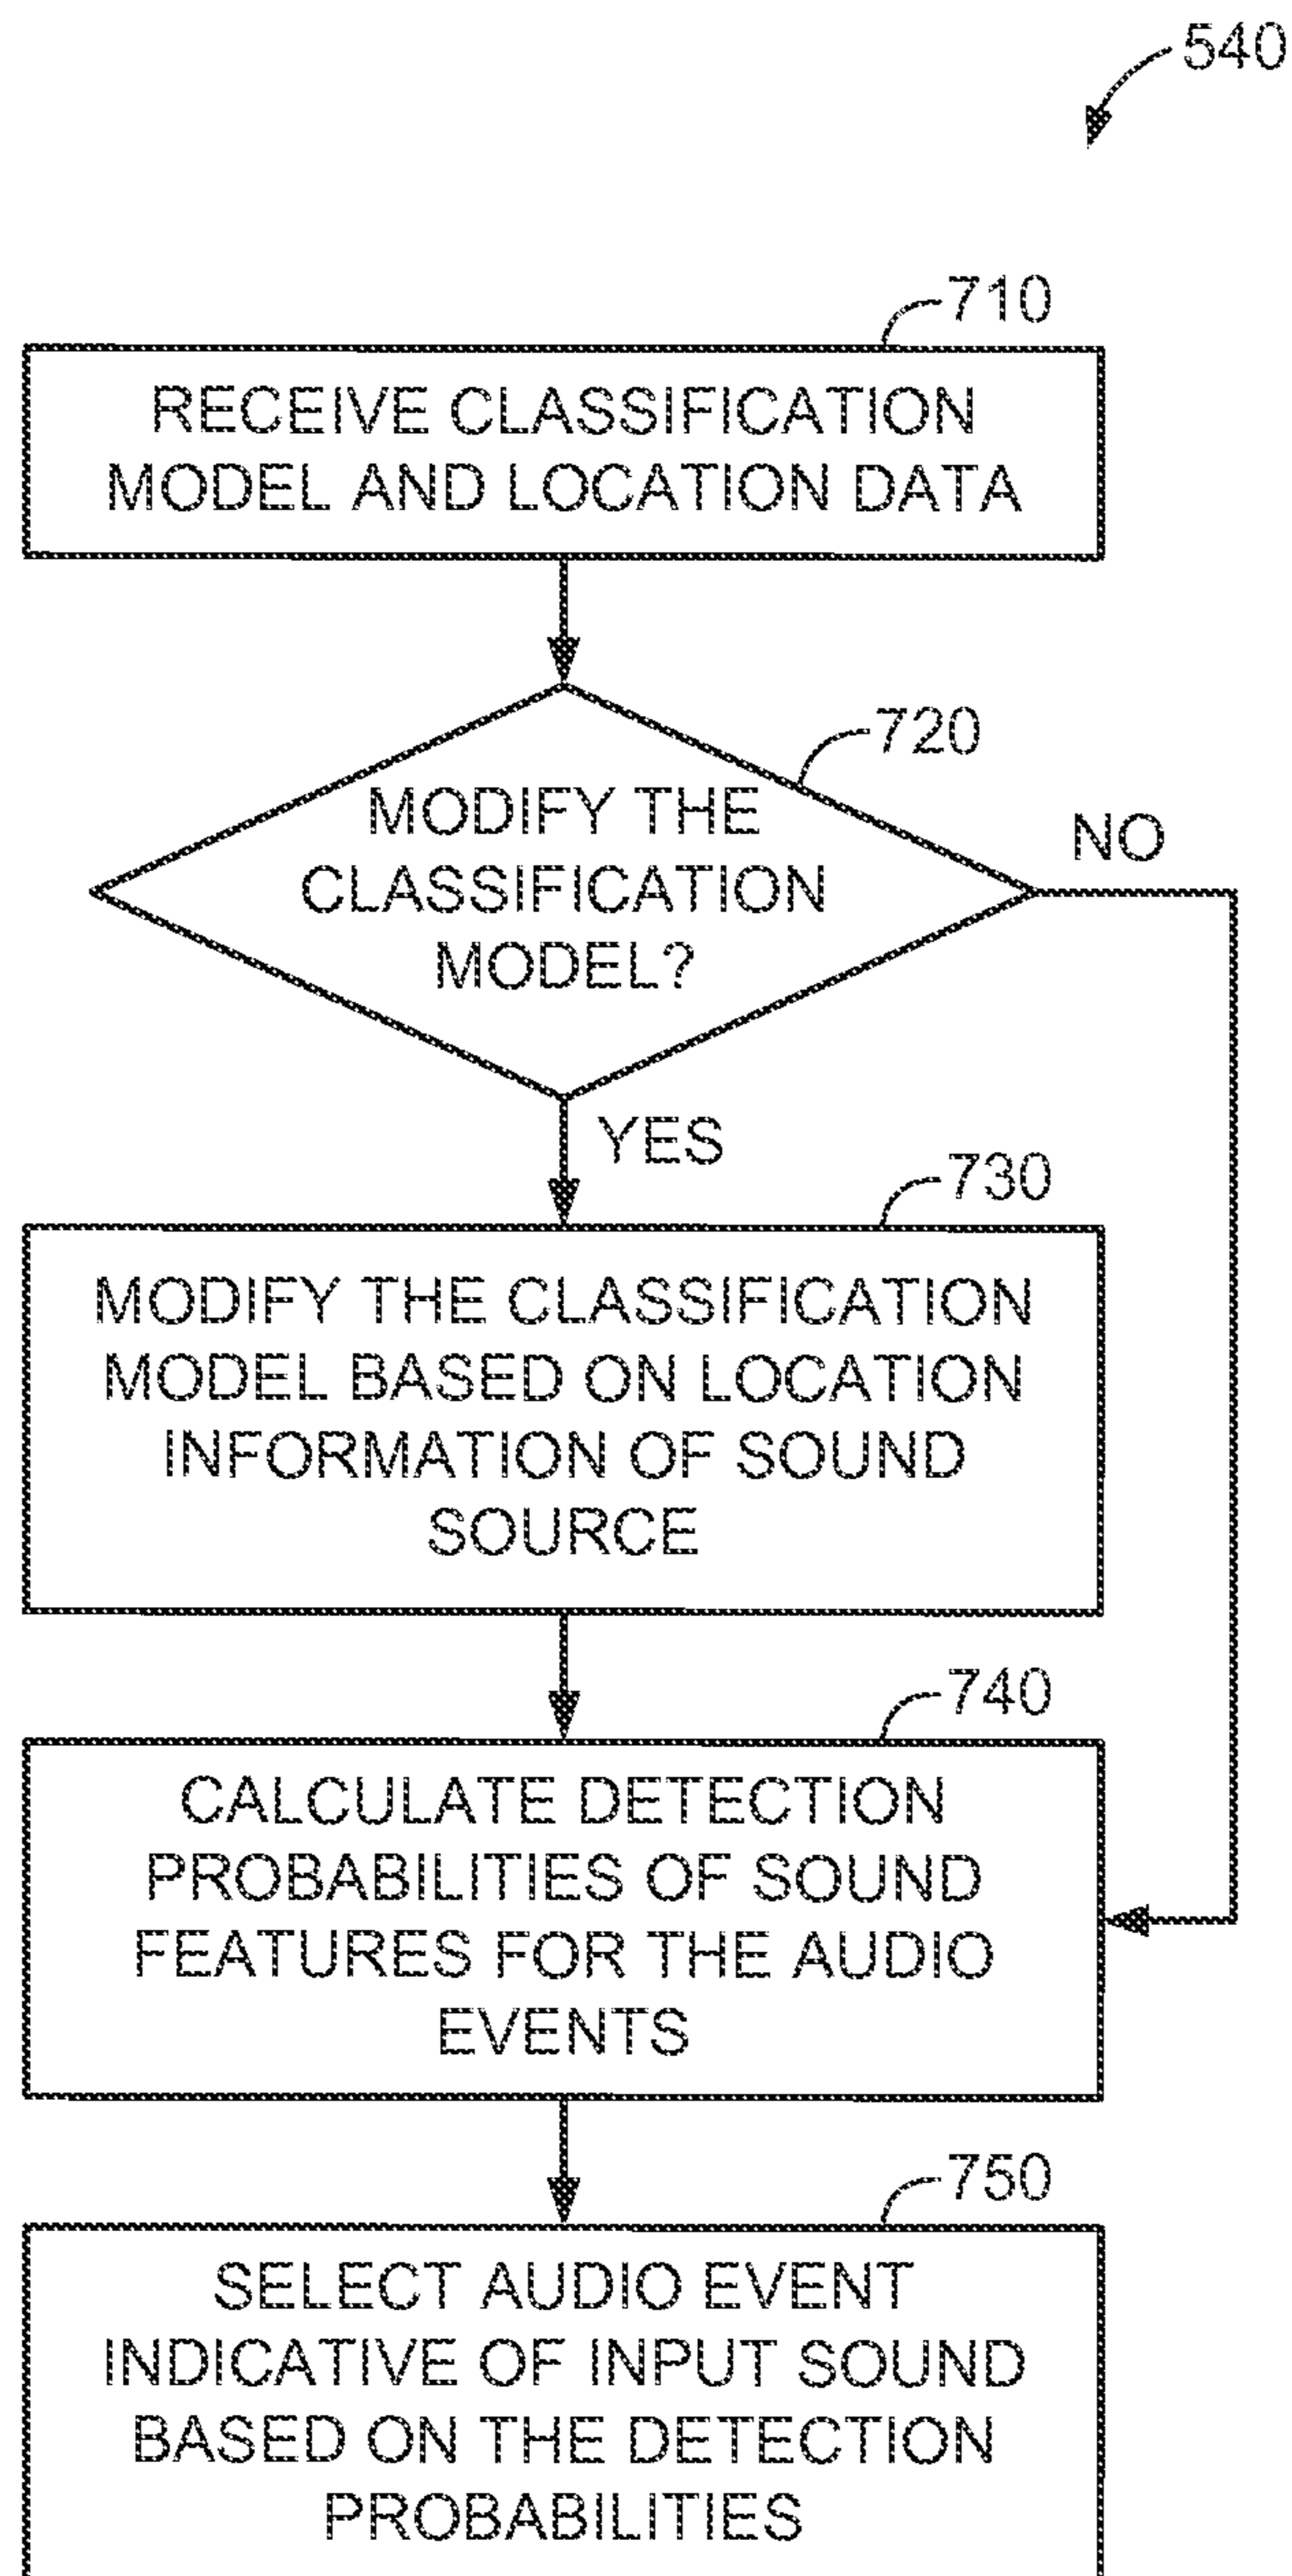 540
710
RECEIVE CLASSIFICATION
MODEL AND LOCATION DATA
720
MODIFY THE
CLASSIFICATION
MODEL?
NO
YES
730
MODIFY THE CLASSIFICATION
MODEL BASED ON LOCATION
INFORMATION OF SOUND
SOURCE
740
CALCULATE DETECTION
PROBABILITIES OF SOUND
FEATURES FOR THE AUDIO
EVENTS
750
SELECT AUDIO EVENT
INDICATIVE OF INPUT SOUND
BASED ON THE DETECTION
PROBABILITIES